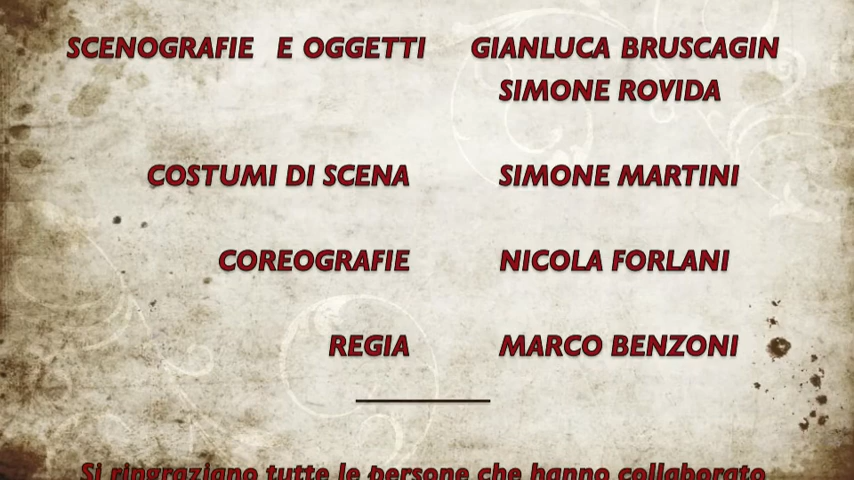 SCENOGRAFIE E OGGETTI GIANLUCA BRUSCAGIN
SIMONE ROVIDA
COSTUMI DI SCENA SIMONE MARTINI
COREOGRAFIE NICOLA FORLANI
REGIA MARCO BENZONI
Si ringraziano tutte le persone che hanno collaborato